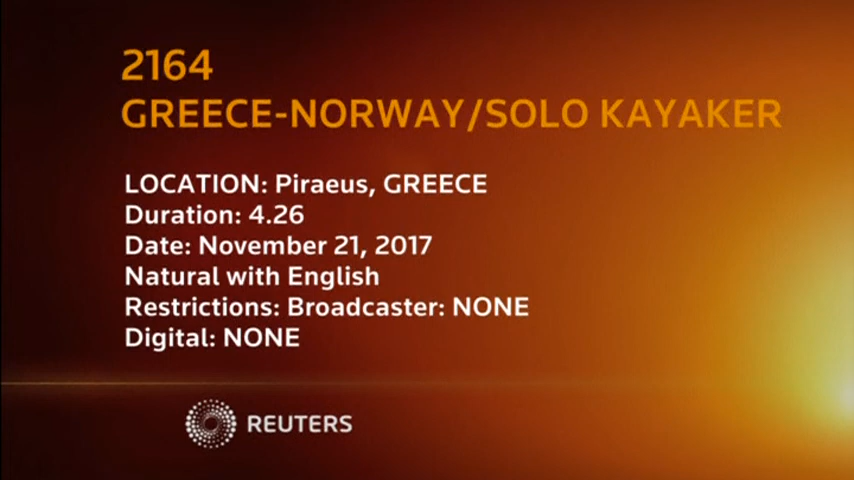 2164
GREECE-NORWAY/SOLO KAYAKER
LOCATION: Piraeus, GREECE
Duration: 4.26
Date: November 21, 2017
Natural with English
Restrictions: Broadcaster: NONE
Digital: NONE
REUTERS